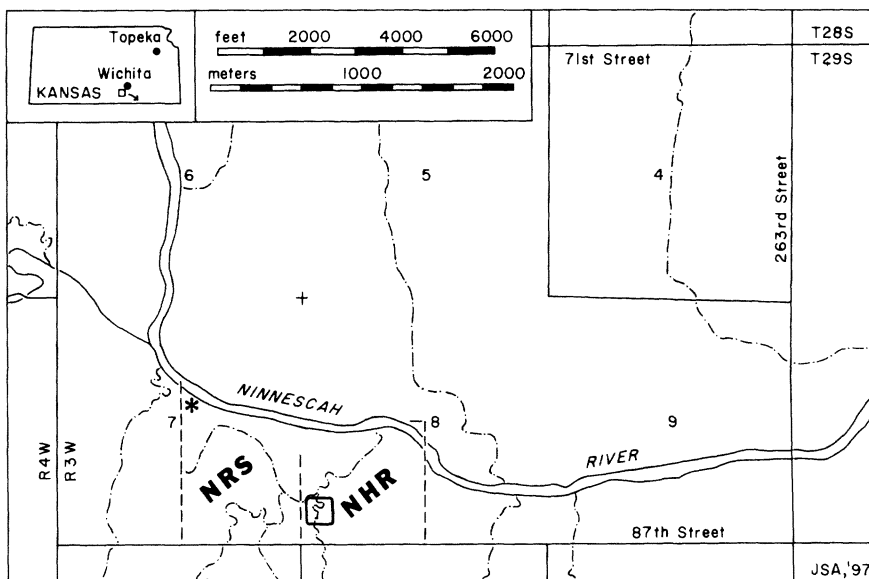 Topeka
Wichita
KANSAS
feet 2000 4000 6000
meters 1000 2000
T28S
71st Street
T29S
6
5
4
263rd Street
NINNESCAH
7
8
9
R4W
R3W
NRS
NHR
RIVER
87th Street
JSA,'97